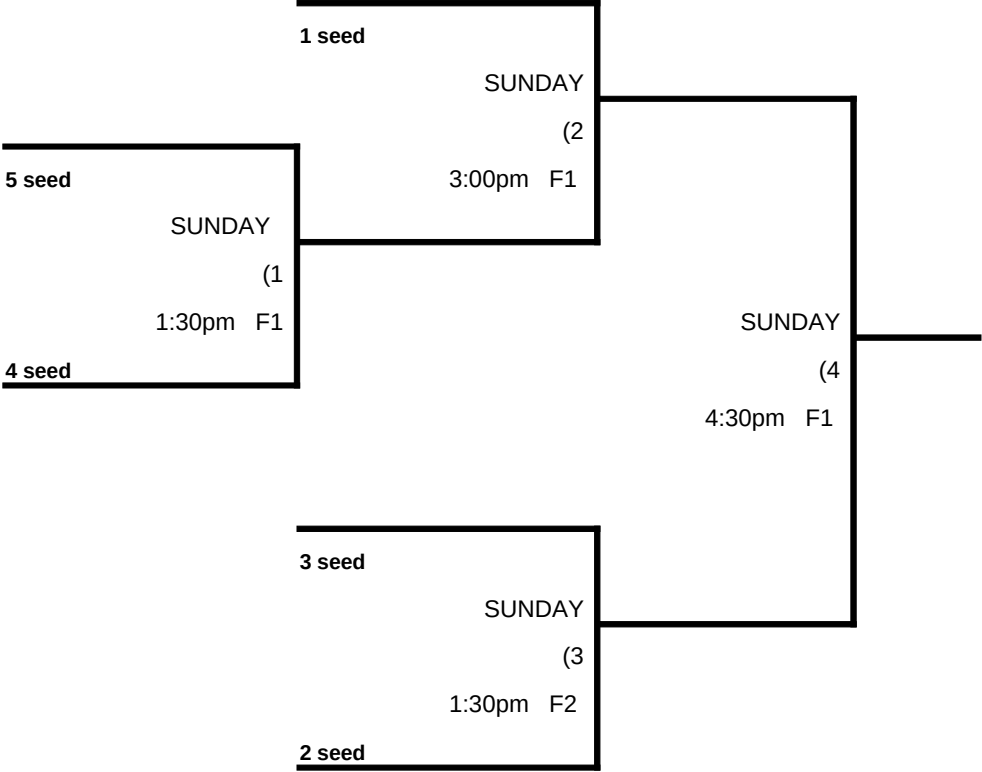 1 seed
SUNDAY
(2
3:00pm F1
5 seed
SUNDAY
(1
1:30pm F1
4 seed
SUNDAY
(4
4:30pm F1
3 seed
SUNDAY
(3
1:30pm F2
2 seed